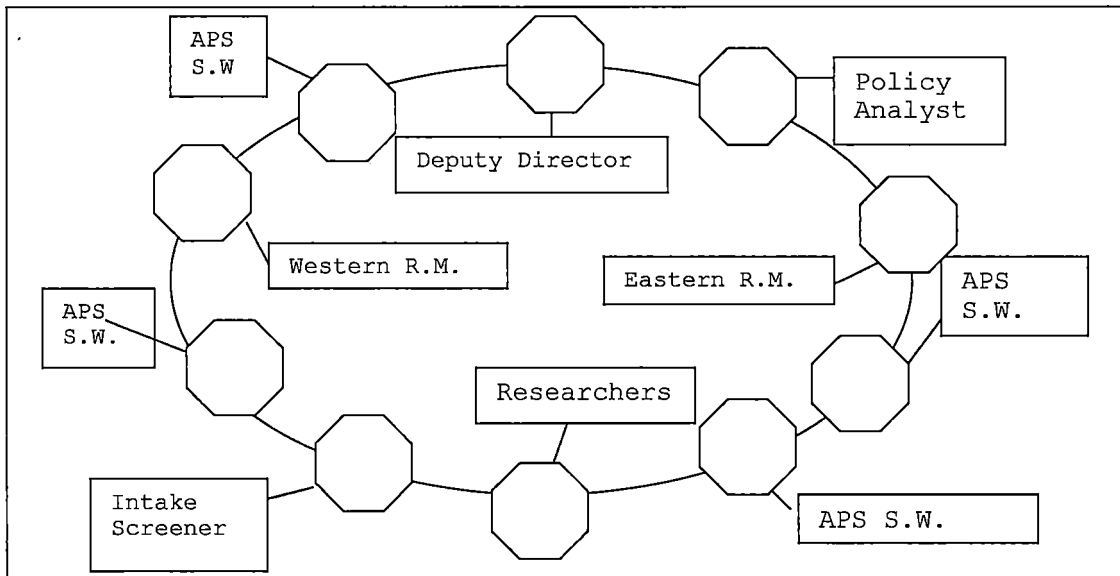 APS
S.W
Policy
Analyst
Deputy Director
Western R.M.
Eastern R.M.
APS
S.W.
APS
S.W.
Researchers
Intake
Screener
APS S.W.